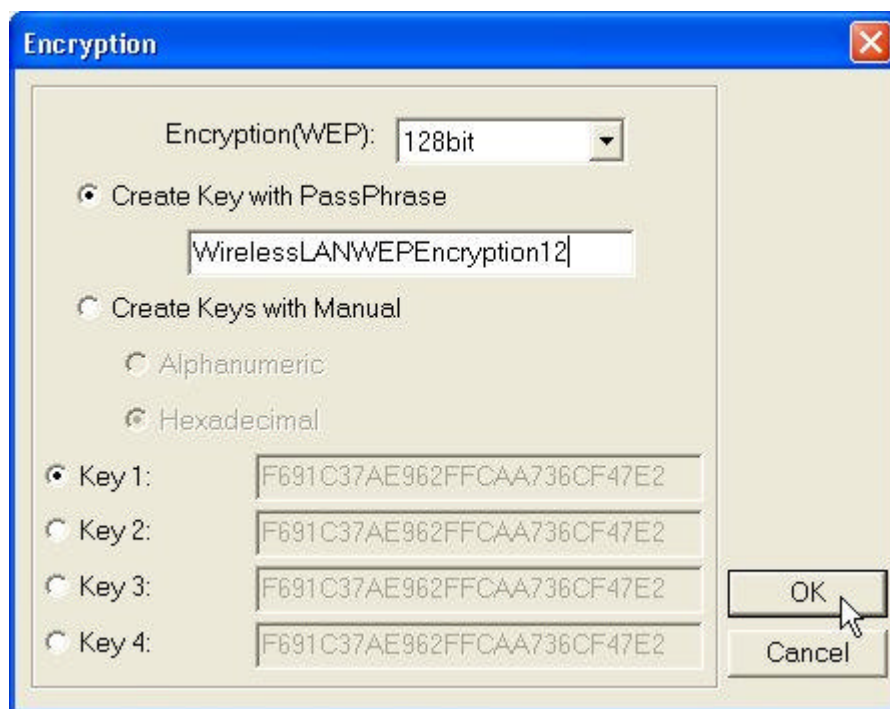 Encryption
Encryption(WEP): 128bit
Create Key with PassPhrase
WirelessLANWEPEncryption12
Create Keys with Manual
Alphanumeric
Hexadecimal
Key 1: F691C37AE962FFCAA736CF47E2
Key 2: F691C37AE962FFCAA736CF47E2
Key 3: F691C37AE962FFCAA736CF47E2
Key 4: F691C37AE962FFCAA736CF47E2
OK
Cancel